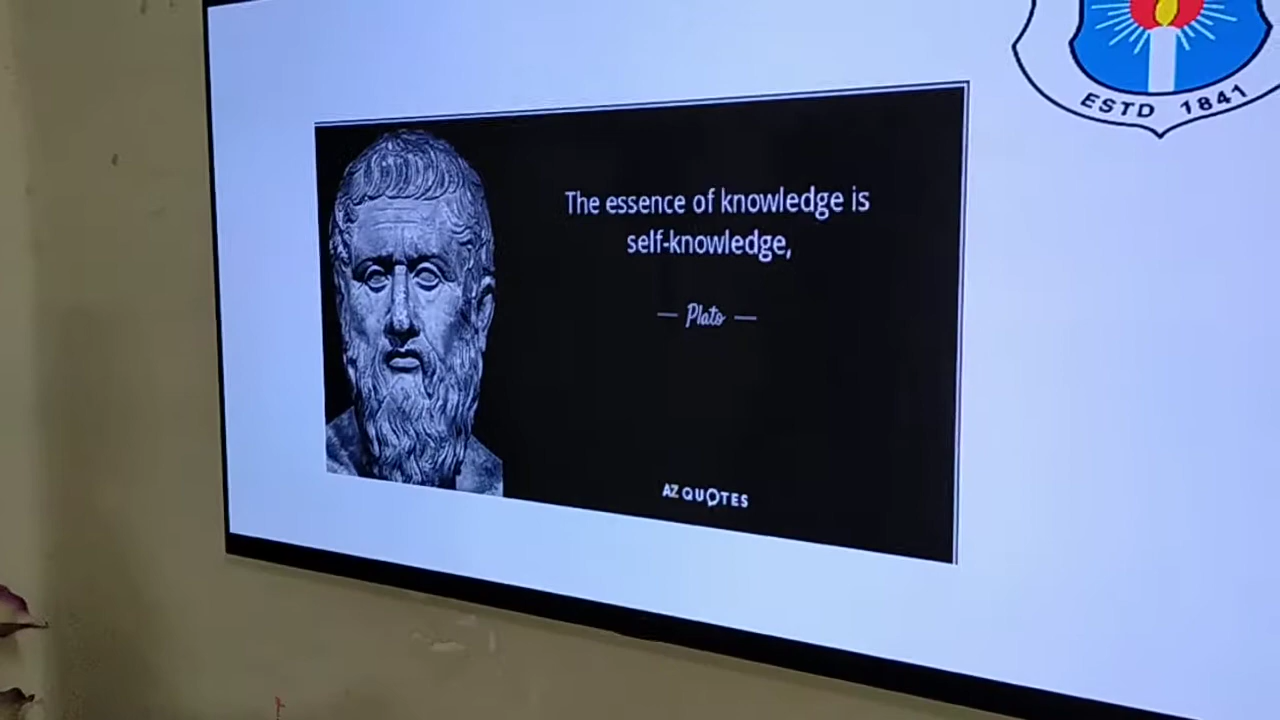 ESTD 1841
The essence of knowledge is
self-knowledge,
— Plato —
AZ QUOTES